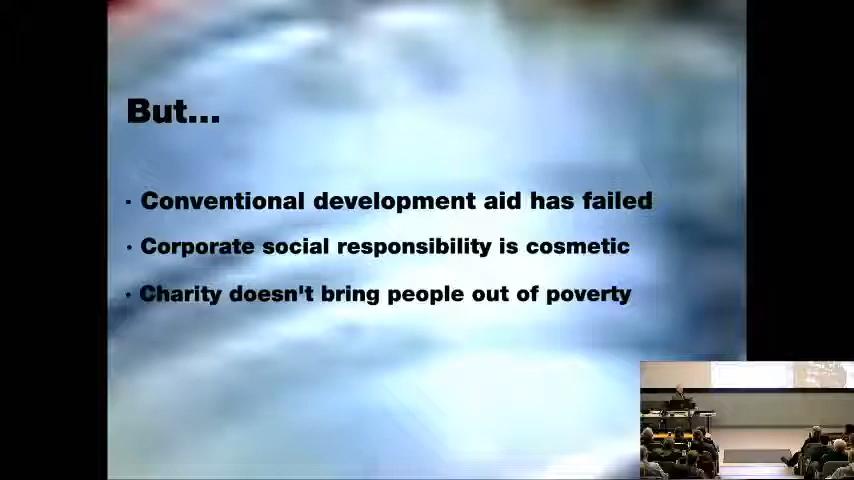 But...
· Conventional development aid has failed
· Corporate social responsibility is cosmetic
· Charity doesn't bring people out of poverty